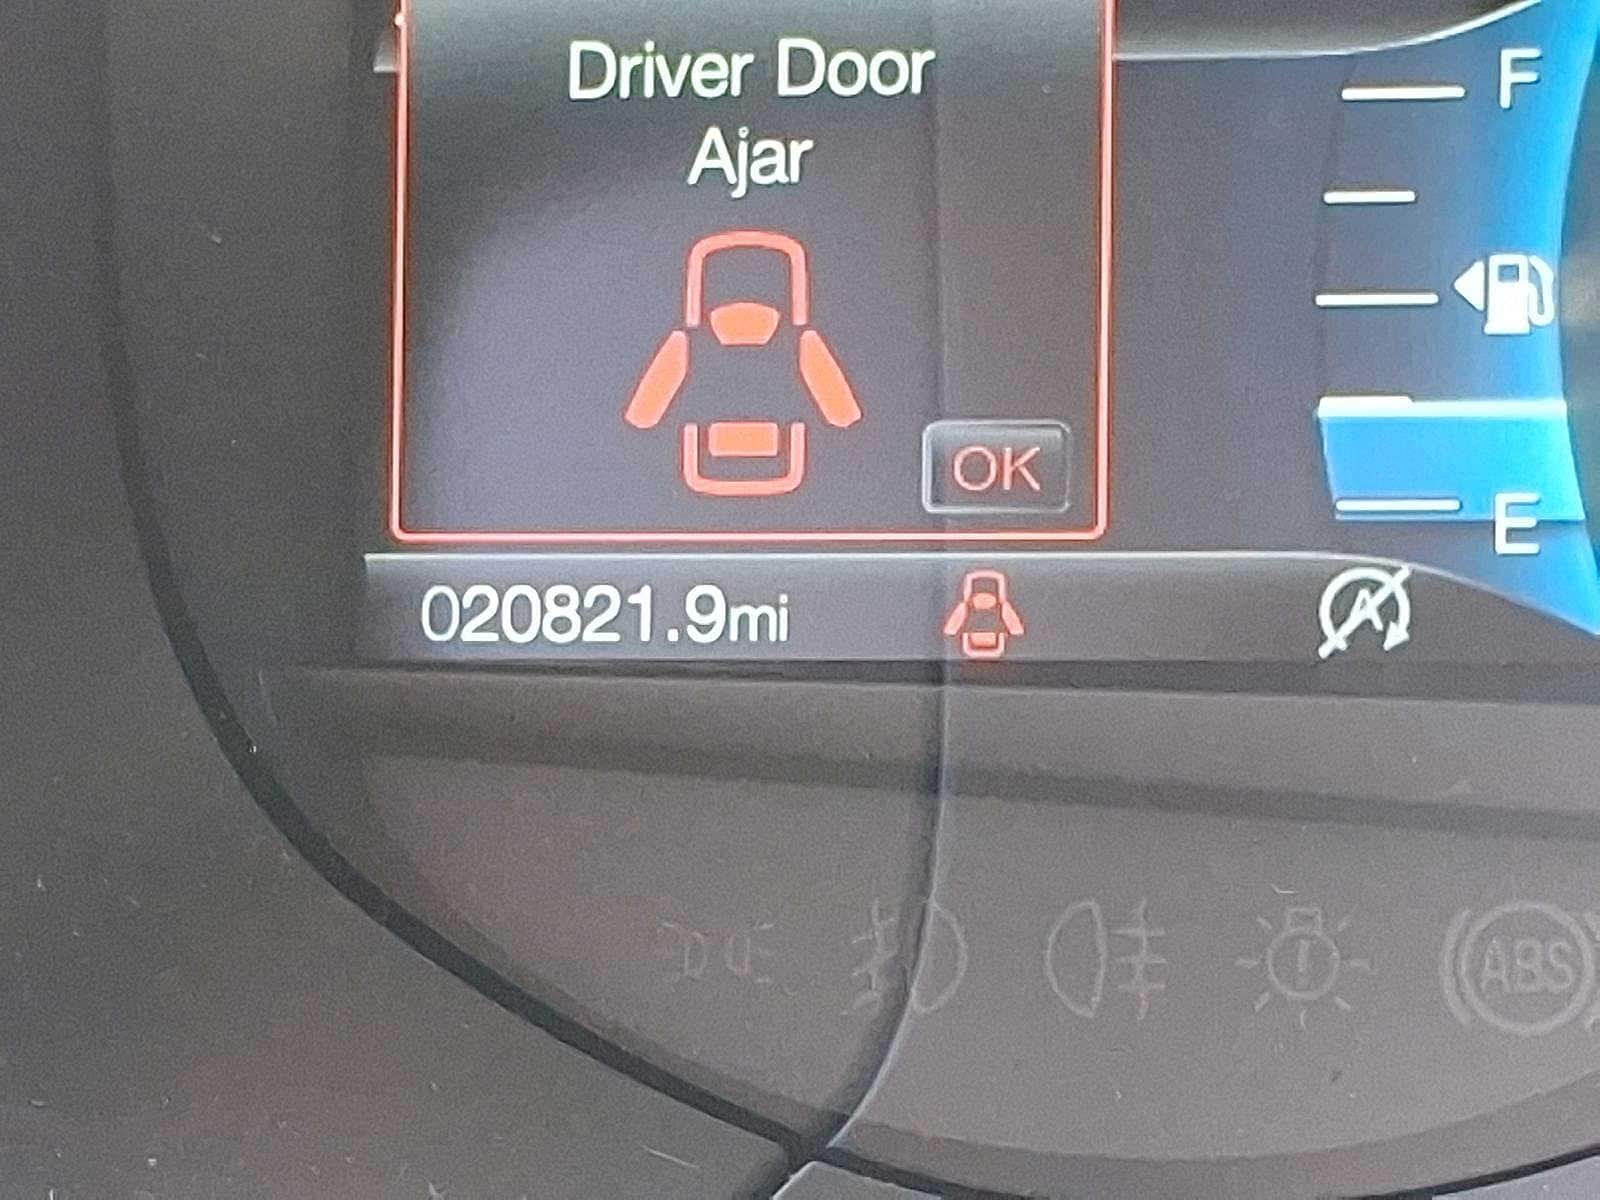 Driver Door
Ajar
F
OK
E
020821.9mi
A
ABS